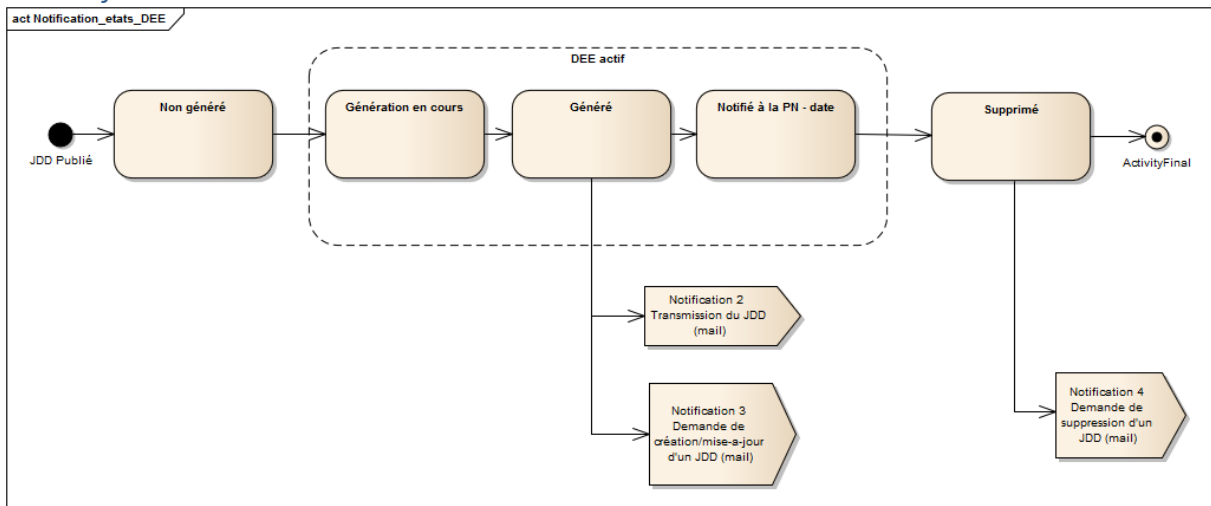 act Notification_etats_DEE
DEE actif
Non généré
Génération en cours
Généré
Notifié à la PN - date
Supprimé
JDD Publié
ActivityFinal
Notification 2
Transmission du JDD
(mail)
Notification 3
Demande de
création/mise-a-jour
d'un JDD (mail)
Notification 4
Demande de
suppression d'un
JDD (mail)